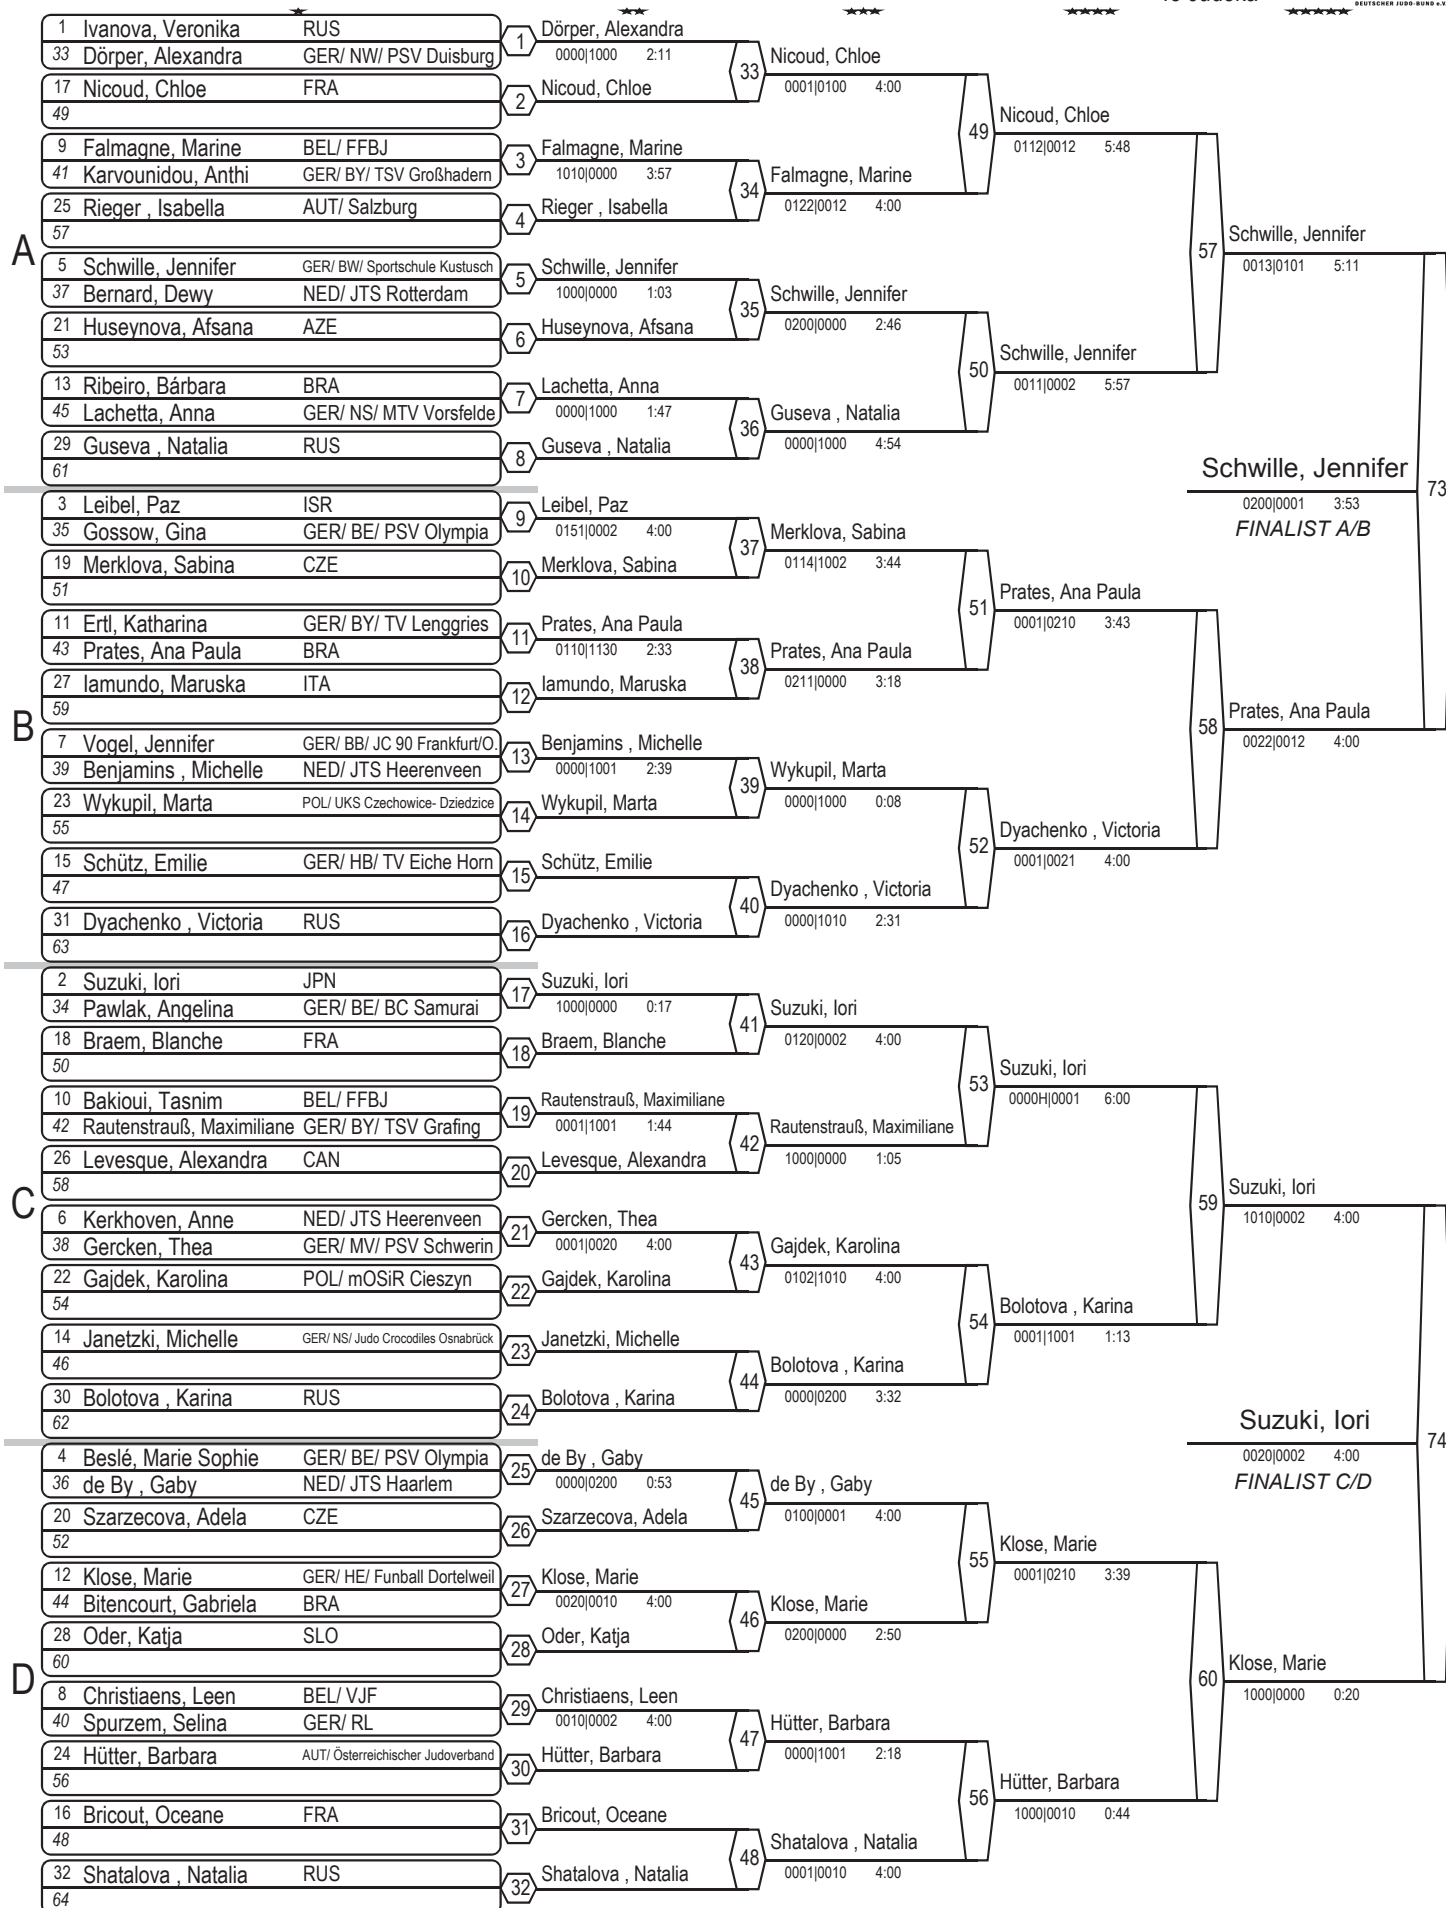 DEUTSCHER JUDO-BUND e.V.
1 Ivanova, Veronika RUS
33 Dörper, Alexandra GER/ NW/ PSV Duisburg
17 Nicoud, Chloe FRA
49
9 Falmagne, Marine BEL/ FFBJ
41 Karvounidou, Anthi GER/ BY/ TSV Großhadern
25 Rieger , Isabella AUT/ Salzburg
57
A
5 Schwille, Jennifer GER/ BW/ Sportschule Kustusch
37 Bernard, Dewy NED/ JTS Rotterdam
21 Huseynova, Afsana AZE
53
13 Ribeiro, Bárbara BRA
45 Lachetta, Anna GER/ NS/ MTV Vorsfelde
29 Guseva , Natalia RUS
61
3 Leibel, Paz ISR
35 Gossow, Gina GER/ BE/ PSV Olympia
19 Merklova, Sabina CZE
51
11 Ertl, Katharina GER/ BY/ TV Lenggries
43 Prates, Ana Paula BRA
27 Iamundo, Maruska ITA
59
B
7 Vogel, Jennifer GER/ BB/ JC 90 Frankfurt/O.
39 Benjamins , Michelle NED/ JTS Heerenveen
23 Wykupil, Marta POL/ UKS Czechowice- Dziedzice
55
15 Schütz, Emilie GER/ HB/ TV Eiche Horn
47
31 Dyachenko , Victoria RUS
63
2 Suzuki, Iori JPN
34 Pawlak, Angelina GER/ BE/ BC Samurai
18 Braem, Blanche FRA
50
10 Bakioui, Tasnim BEL/ FFBJ
42 Rautenstrauß, Maximiliane GER/ BY/ TSV Grafing
26 Levesque, Alexandra CAN
58
C
6 Kerkhoven, Anne NED/ JTS Heerenveen
38 Gercken, Thea GER/ MV/ PSV Schwerin
22 Gajdek, Karolina POL/ mOSiR Cieszyn
54
14 Janetzki, Michelle GER/ NS/ Judo Crocodiles Osnabrück
46
30 Bolotova , Karina RUS
62
4 Beslé, Marie Sophie GER/ BE/ PSV Olympia
36 de By , Gaby NED/ JTS Haarlem
20 Szarzecova, Adela CZE
52
12 Klose, Marie GER/ HE/ Funball Dortelweil
44 Bitencourt, Gabriela BRA
28 Oder, Katja SLO
60
D
8 Christiaens, Leen BEL/ VJF
40 Spurzem, Selina GER/ RL
24 Hütter, Barbara AUT/ Österreichischer Judoverband
56
16 Bricout, Oceane FRA
48
32 Shatalova , Natalia RUS
64
1 Dörper, Alexandra
0000|1000 2:11
2 Nicoud, Chloe
3 Falmagne, Marine
1010|0000 3:57
4 Rieger , Isabella
5 Schwille, Jennifer
1000|0000 1:03
6 Huseynova, Afsana
7 Lachetta, Anna
0000|1000 1:47
8 Guseva , Natalia
9 Leibel, Paz
0151|0002 4:00
10 Merklova, Sabina
11 Prates, Ana Paula
0110|1130 2:33
12 Iamundo, Maruska
13 Benjamins , Michelle
0000|1001 2:39
14 Wykupil, Marta
15 Schütz, Emilie
16 Dyachenko , Victoria
17 Suzuki, Iori
1000|0000 0:17
18 Braem, Blanche
19 Rautenstrauß, Maximiliane
0001|1001 1:44
20 Levesque, Alexandra
21 Gercken, Thea
0001|0020 4:00
22 Gajdek, Karolina
23 Janetzki, Michelle
24 Bolotova , Karina
25 de By , Gaby
0000|0200 0:53
26 Szarzecova, Adela
27 Klose, Marie
0020|0010 4:00
28 Oder, Katja
29 Christiaens, Leen
0010|0002 4:00
30 Hütter, Barbara
31 Bricout, Oceane
32 Shatalova , Natalia
33 Nicoud, Chloe
0001|0100 4:00
34 Falmagne, Marine
0122|0012 4:00
35 Schwille, Jennifer
0200|0000 2:46
36 Guseva , Natalia
0000|1000 4:54
37 Merklova, Sabina
0114|1002 3:44
38 Prates, Ana Paula
0211|0000 3:18
39 Wykupil, Marta
0000|1000 0:08
40 Dyachenko , Victoria
0000|1010 2:31
41 Suzuki, Iori
0120|0002 4:00
42 Rautenstrauß, Maximiliane
1000|0000 1:05
43 Gajdek, Karolina
0102|1010 4:00
44 Bolotova , Karina
0000|0200 3:32
45 de By , Gaby
0100|0001 4:00
46 Klose, Marie
0200|0000 2:50
47 Hütter, Barbara
0000|1001 2:18
48 Shatalova , Natalia
0001|0010 4:00
49 Nicoud, Chloe
0112|0012 5:48
50 Schwille, Jennifer
0011|0002 5:57
51 Prates, Ana Paula
0001|0210 3:43
52 Dyachenko , Victoria
0001|0021 4:00
53 Suzuki, Iori
0000H|0001 6:00
54 Bolotova , Karina
0001|1001 1:13
55 Klose, Marie
0001|0210 3:39
56 Hütter, Barbara
1000|0010 0:44
57 Schwille, Jennifer
0013|0101 5:11
58 Prates, Ana Paula
0022|0012 4:00
59 Suzuki, Iori
1010|0002 4:00
60 Klose, Marie
1000|0000 0:20
Schwille, Jennifer
73
0200|0001 3:53
FINALIST A/B
Suzuki, Iori
74
0020|0002 4:00
FINALIST C/D